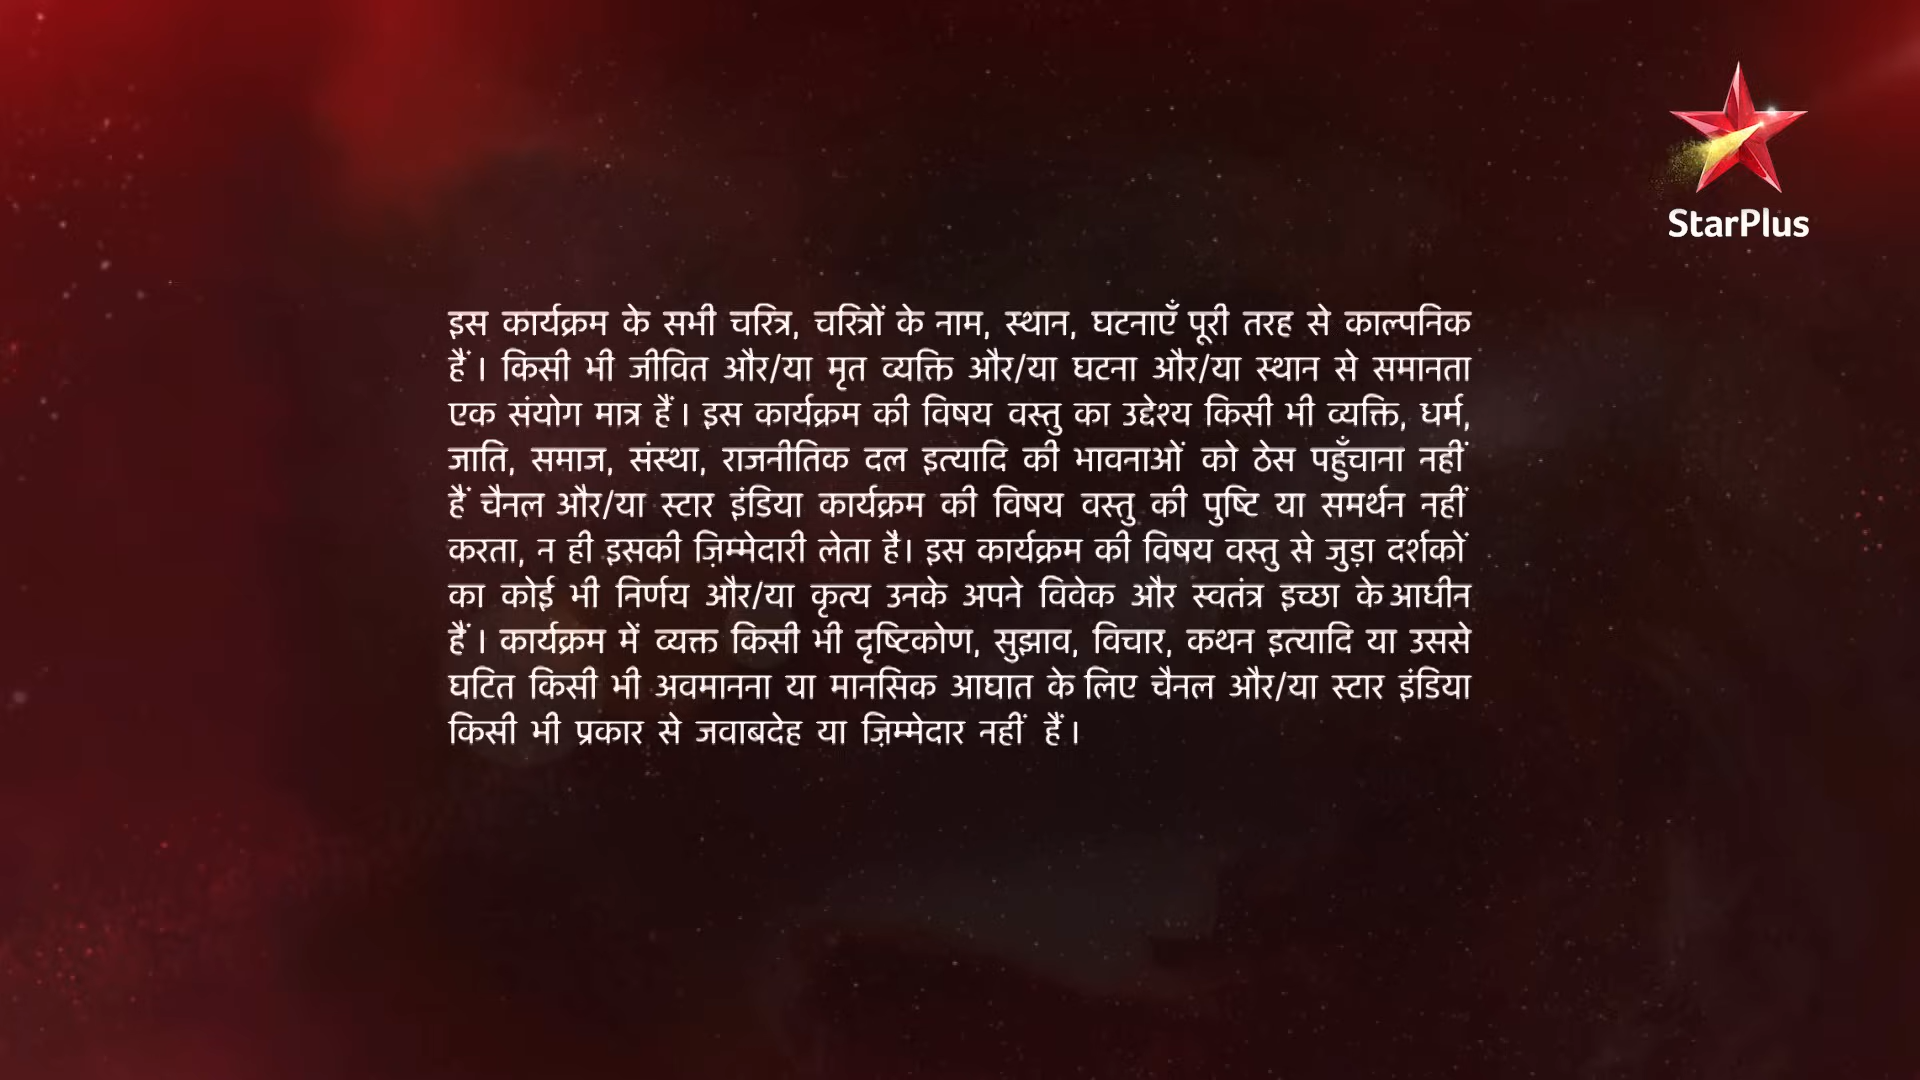 StarPlus
इस कार्यक्रम के सभी चरित्र, चरित्रों के नाम, स्थान, घटनाएँ पूरी तरह से काल्पनिक
हैं। किसी भी जीवित और/या मृत व्यक्ति और/या घटना और/या स्थान से समानता
एक संयोग मात्र हैं। इस कार्यक्रम की विषय वस्तु का उद्देश्य किसी भी व्यक्ति, धर्म,
जाति, समाज, संस्था, राजनीतिक दल इत्यादि की भावनाओं को ठेस पहुँचाना नहीं
हैं चैनल और/या स्टार इंडिया कार्यक्रम की विषय वस्तु की पुष्टि या समर्थन नहीं
करता, न ही इसकी ज़िम्मेदारी लेता है। इस कार्यक्रम की विषय वस्तु से जुड़ा दर्शकों
का कोई भी निर्णय और/या कृत्य उनके अपने विवेक और स्वतंत्र इच्छा के आधीन
हैं। कार्यक्रम में व्यक्त किसी भी दृष्टिकोण, सुझाव, विचार, कथन इत्यादि या उससे
घटित किसी भी अवमानना या मानसिक आघात के लिए चैनल और/या स्टार इंडिया
किसी भी प्रकार से जवाबदेह या ज़िम्मेदार नहीं हैं।